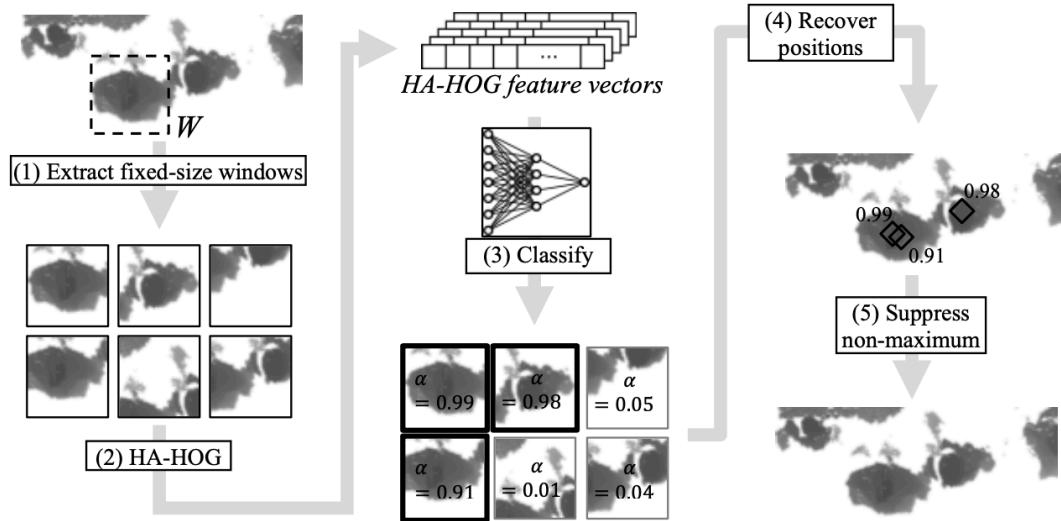 W
(1) Extract fixed-size windows
(2) HA-HOG
...
HA-HOG feature vectors
(3) Classify
α
= 0.99
α
= 0.98
α
= 0.05
α
= 0.91
α
= 0.01
α
= 0.04
(4) Recover
positions
0.98
0.99
0.91
(5) Suppress
non-maximum